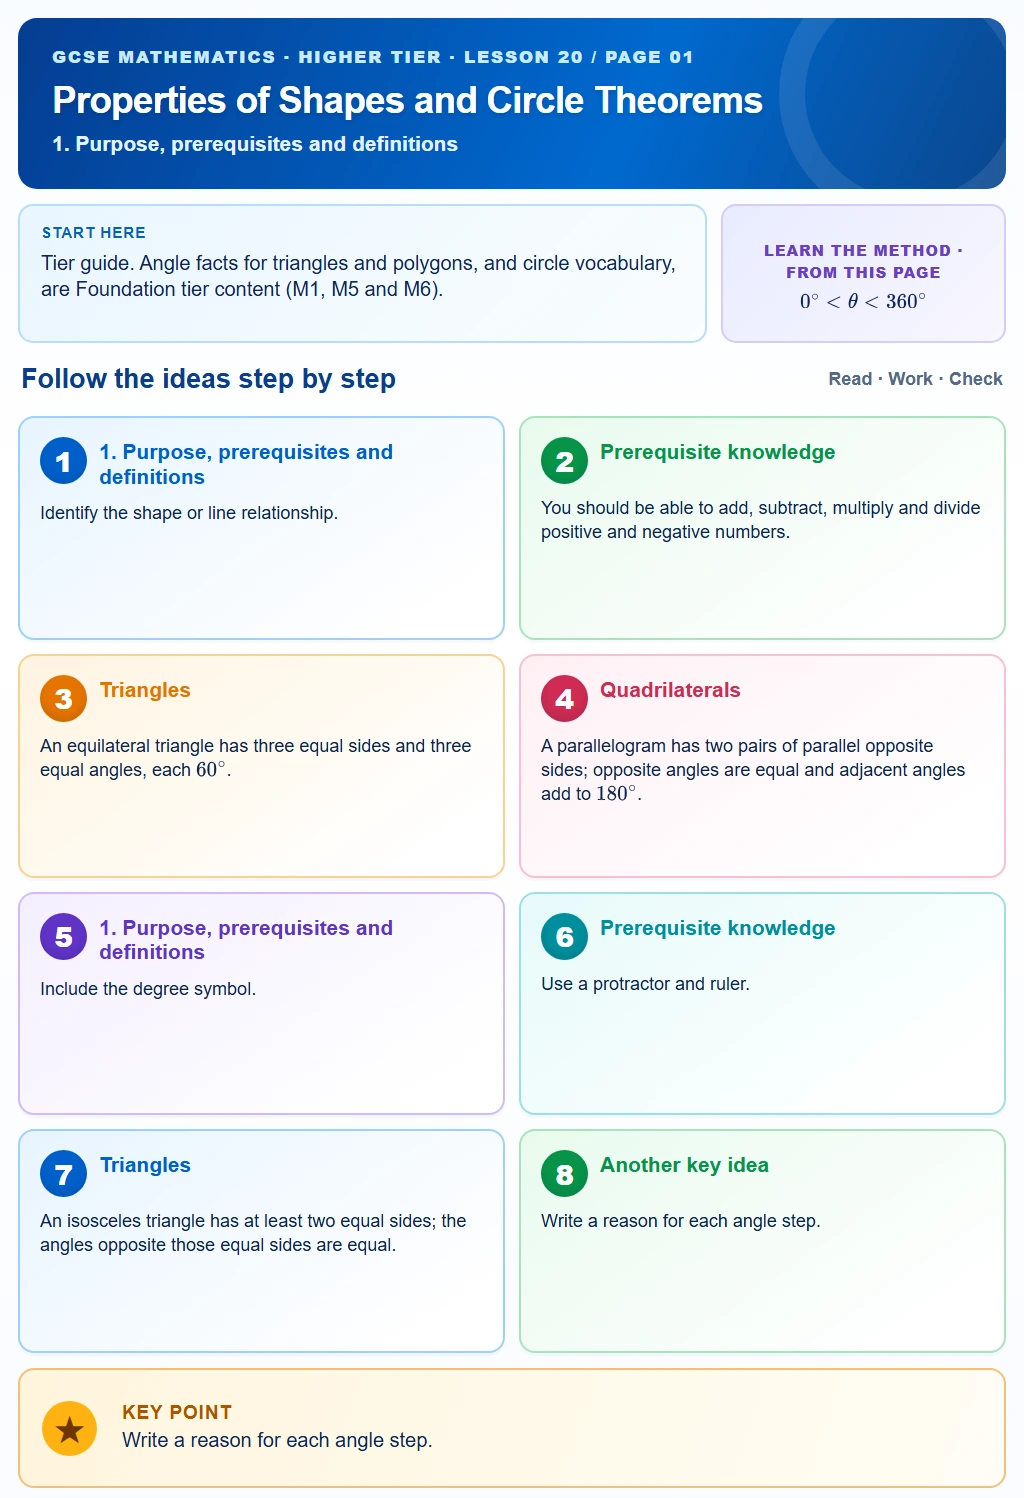 GCSE MATHEMATICS · HIGHER TIER · LESSON 20 / PAGE 01
Properties of Shapes and Circle Theorems
1. Purpose, prerequisites and definitions
START HERE
Tier guide. Angle facts for triangles and polygons, and circle vocabulary,
are Foundation tier content (M1, M5 and M6).
LEARN THE METHOD ·
FROM THIS PAGE
0° < θ < 360°
Follow the ideas step by step
Read · Work · Check
1
1. Purpose, prerequisites and
definitions
Identify the shape or line relationship.
2
Prerequisite knowledge
You should be able to add, subtract, multiply and divide
positive and negative numbers.
3
Triangles
An equilateral triangle has three equal sides and three
equal angles, each 60°.
4
Quadrilaterals
A parallelogram has two pairs of parallel opposite
sides; opposite angles are equal and adjacent angles
add to 180°.
5
1. Purpose, prerequisites and
definitions
Include the degree symbol.
6
Prerequisite knowledge
Use a protractor and ruler.
7
Triangles
An isosceles triangle has at least two equal sides; the
angles opposite those equal sides are equal.
8
Another key idea
Write a reason for each angle step.
KEY POINT
Write a reason for each angle step.